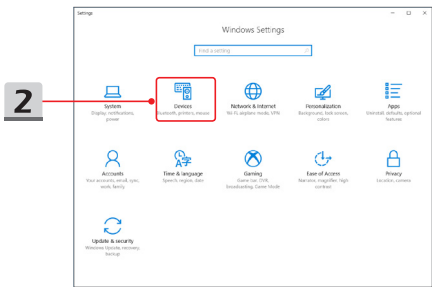 Settings
Windows Settings
Find a setting
2
System
Display, notifications,
power
Devices
Bluetooth, printers, mouse
Network & Internet
Wi-Fi, airplane mode, VPN
Personalization
Background, lock screen,
colors
Apps
Uninstall, defaults, optional
features
Accounts
Your accounts, email, sync,
work, family
Time & language
Speech, region, date
Gaming
Game bar, DVR,
broadcasting, Game Mode
Ease of Access
Narrator, magnifier, high
contrast
Privacy
Location, camera
Update & security
Windows Update, recovery,
backup